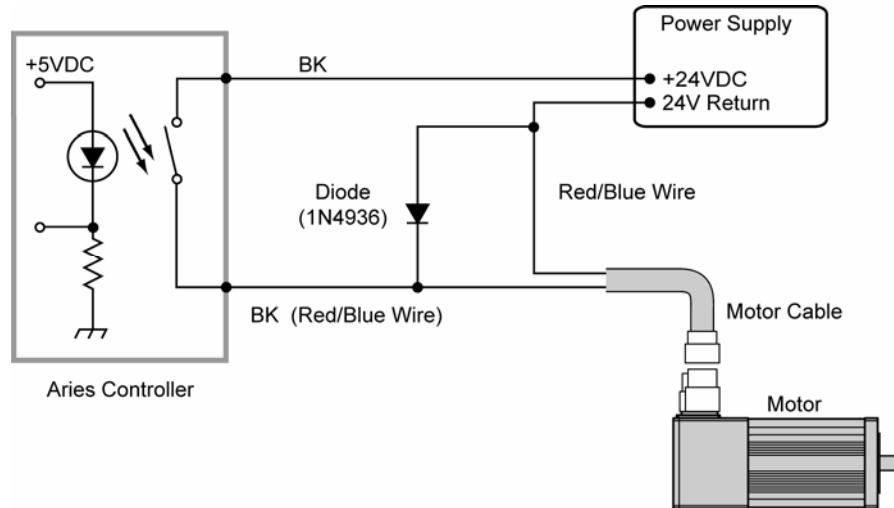 Power Supply
+5VDC
BK
+24VDC
24V Return
Diode
(1N4936)
Red/Blue Wire
BK (Red/Blue Wire)
Motor Cable
Aries Controller
Motor